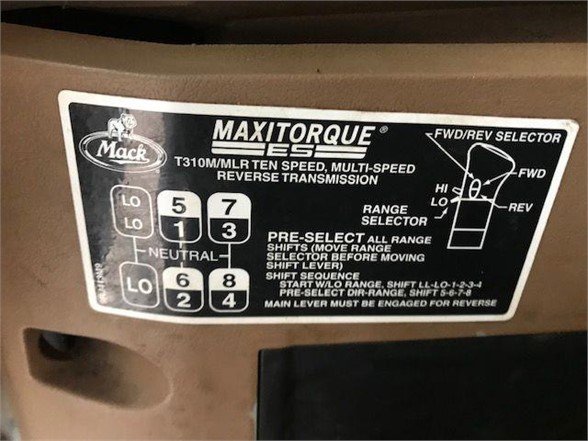 Mack
MAXITORQUE®
ES
T310M/MLR TEN SPEED, MULTI-SPEED
REVERSE TRANSMISSION
FWD/REV SELECTOR
FWD
HI
LO
REV
RANGE
SELECTOR
LO 5 7
LO 1 3
NEUTRAL
LO 6 8
2 4
PRE-SELECT ALL RANGE
SHIFTS (MOVE RANGE
SELECTOR BEFORE MOVING
SHIFT LEVER)
SHIFT SEQUENCE
START W/LO RANGE, SHIFT LL-LO-1-2-3-4
PRE-SELECT DIR-RANGE, SHIFT 5-6-7-8
MAIN LEVER MUST BE ENGAGED FOR REVERSE